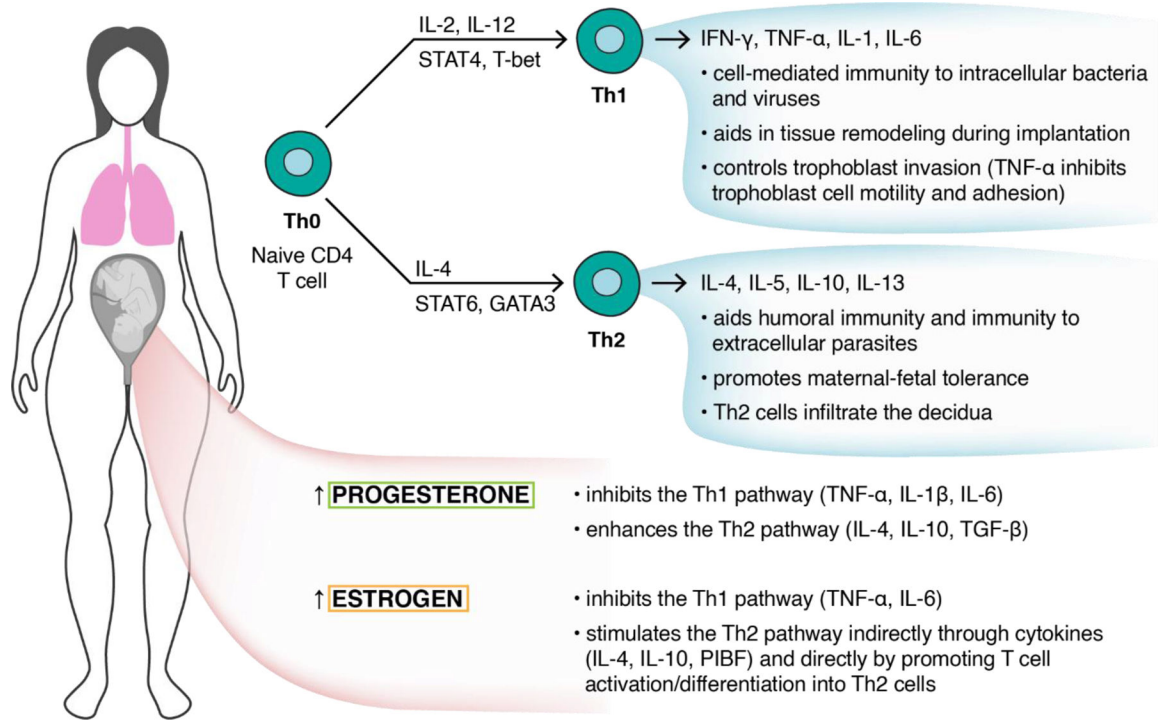 IL-2, IL-12
STAT4, T-bet
Th1
IFN-γ, TNF-α, IL-1, IL-6
• cell-mediated immunity to intracellular bacteria
and viruses
• aids in tissue remodeling during implantation
• controls trophoblast invasion (TNF-α inhibits
trophoblast cell motility and adhesion)
Th0
Naive CD4
T cell
IL-4
STAT6, GATA3
Th2
IL-4, IL-5, IL-10, IL-13
• aids humoral immunity and immunity to
extracellular parasites
• promotes maternal-fetal tolerance
• Th2 cells infiltrate the decidua
↑ PROGESTERONE
• inhibits the Th1 pathway (TNF-α, IL-1β, IL-6)
• enhances the Th2 pathway (IL-4, IL-10, TGF-β)
↑ ESTROGEN
• inhibits the Th1 pathway (TNF-α, IL-6)
• stimulates the Th2 pathway indirectly through cytokines
(IL-4, IL-10, PIBF) and directly by promoting T cell
activation/differentiation into Th2 cells